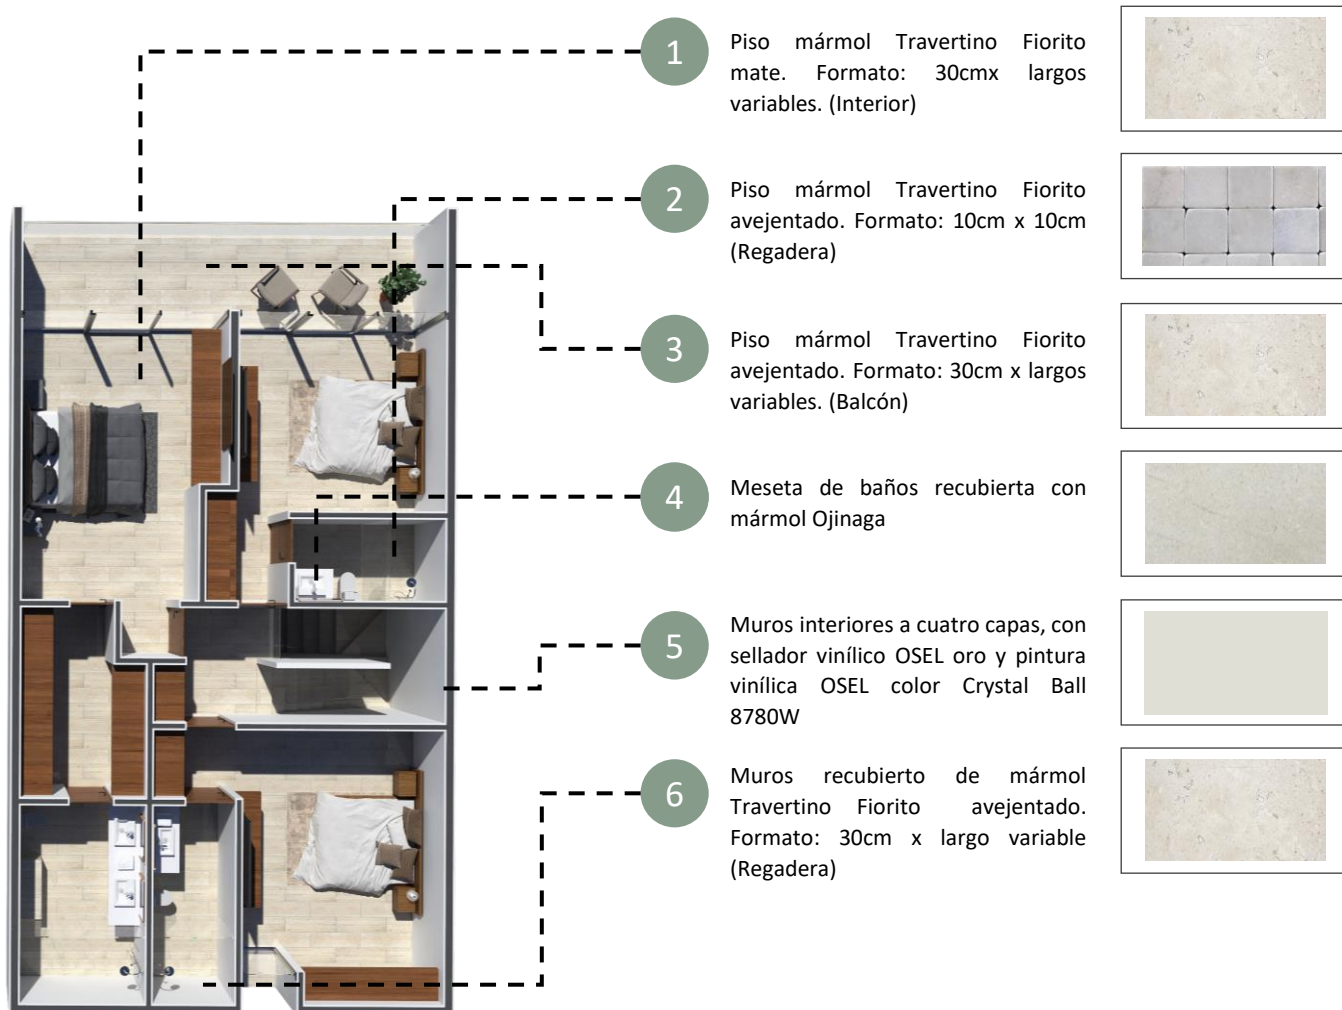 1
Piso mármol Travertino Fiorito
mate. Formato: 30cmx largos
variables. (Interior)
2
Piso mármol Travertino Fiorito
avejentado. Formato: 10cm x 10cm
(Regadera)
3
Piso mármol Travertino Fiorito
avejentado. Formato: 30cm x largos
variables. (Balcón)
4
Meseta de baños recubierta con
mármol Ojinaga
5
Muros interiores a cuatro capas, con
sellador vinílico OSEL oro y pintura
vinílica OSEL color Crystal Ball
8780W
6
Muros recubierto de mármol
Travertino Fiorito avejentado.
Formato: 30cm x largo variable
(Regadera)